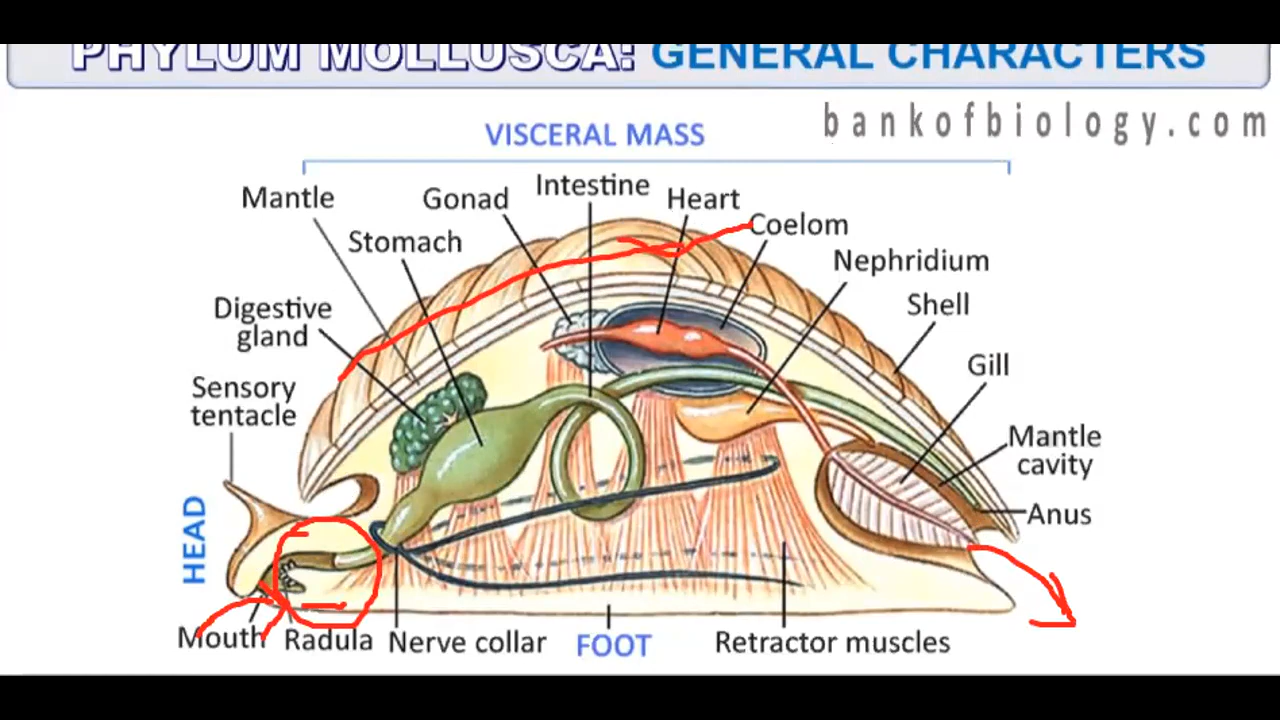 PHYLUM MOLLUSCA: GENERAL CHARACTERS
bankofbiology.com
VISCERAL MASS
Mantle
Gonad
Intestine
Heart
Stomach
Coelom
Nephridium
Digestive
gland
Shell
Sensory
tentacle
Gill
Mantle
cavity
Anus
HEAD
Mouth
Radula
Nerve collar
FOOT
Retractor muscles